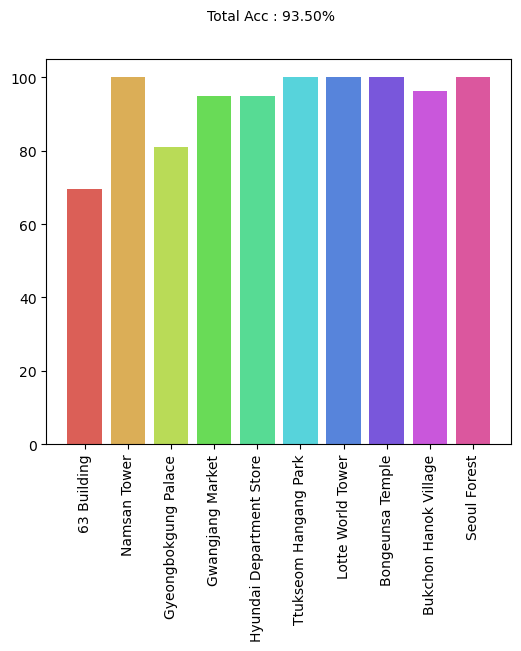 Total Acc : 93.50%
100
80
60
40
20
0
63 Building
Namsan Tower
Gyeongbokgung Palace
Gwangjang Market
Hyundai Department Store
Ttukseom Hangang Park
Lotte World Tower
Bongeunsa Temple
Bukchon Hanok Village
Seoul Forest